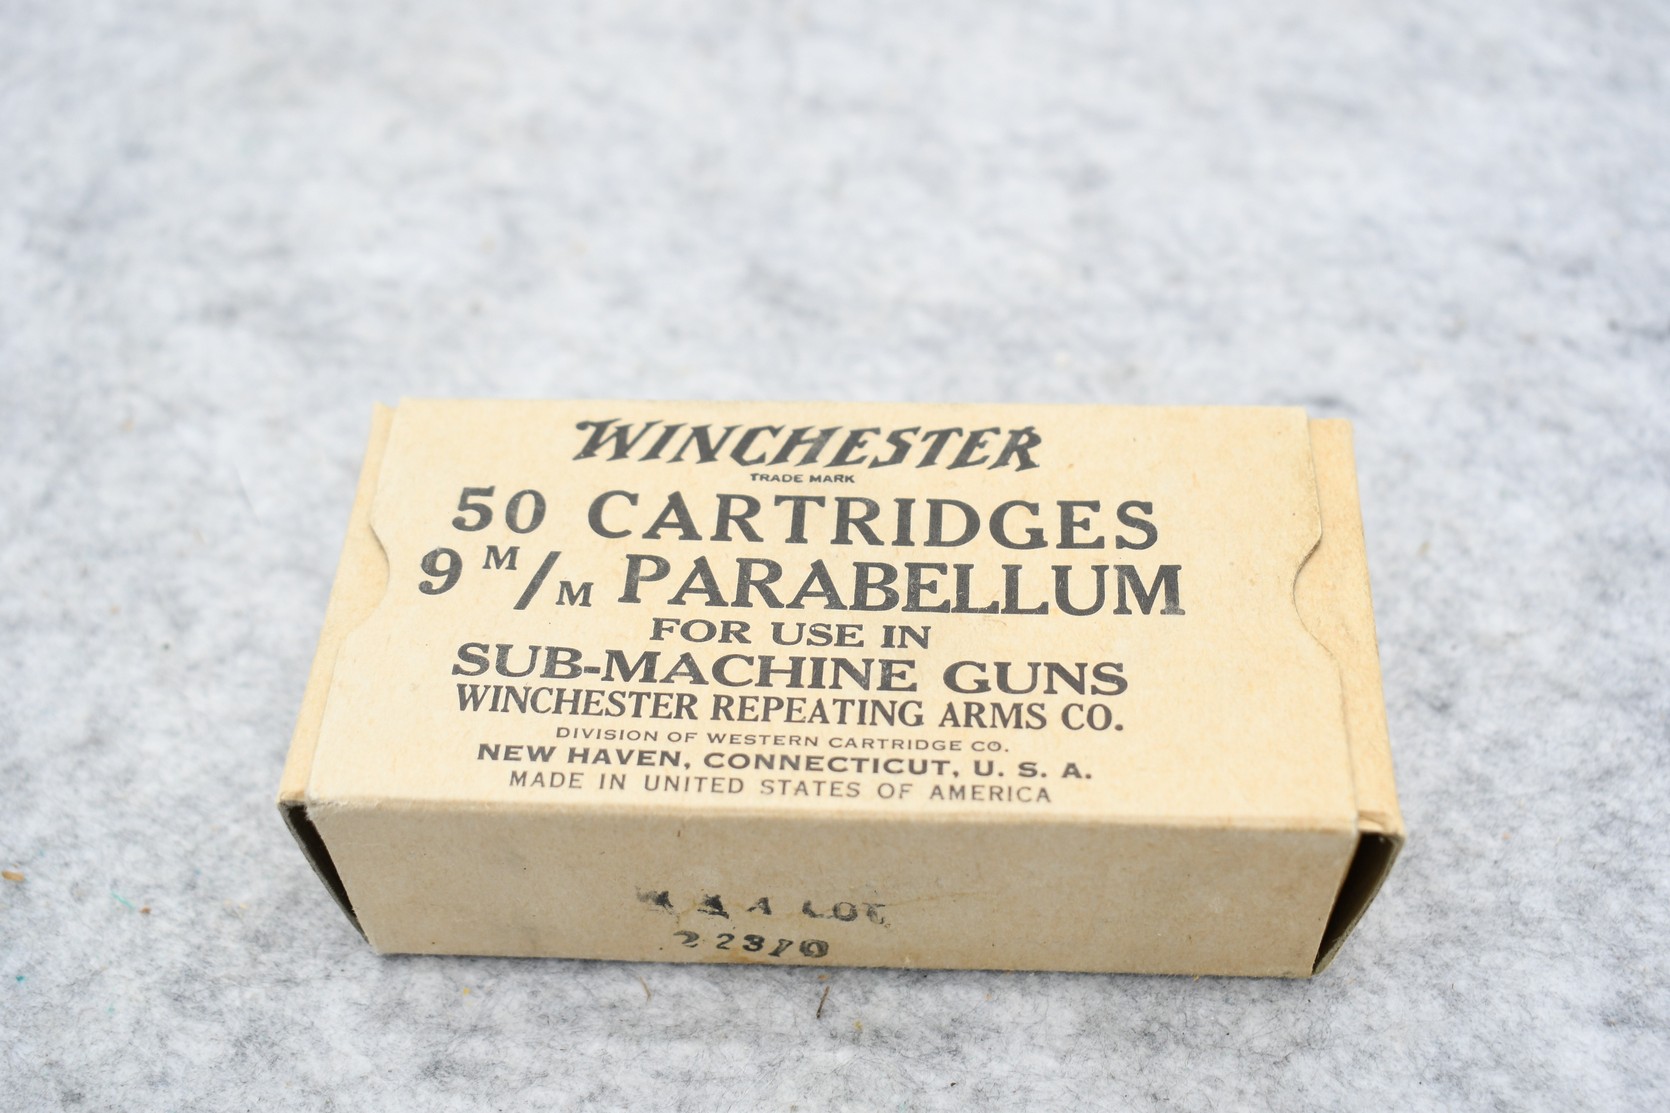 WINCHESTER
TRADE MARK
50 CARTRIDGES
9 M/M PARABELLUM
FOR USE IN
SUB-MACHINE GUNS
WINCHESTER REPEATING ARMS CO.
DIVISION OF WESTERN CARTRIDGE CO.
NEW HAVEN, CONNECTICUT, U. S. A.
MADE IN UNITED STATES OF AMERICA
A LOT